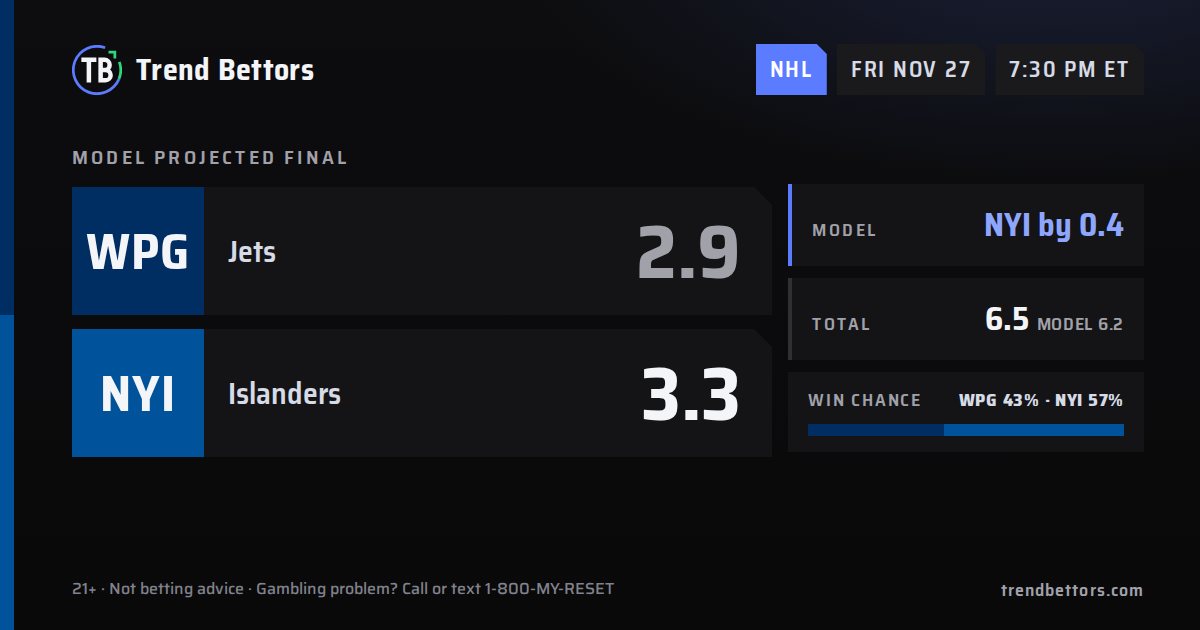 TB Trend Bettors
NHL FRI NOV 27 7:30 PM ET
MODEL PROJECTED FINAL
WPG Jets 2.9
NYI Islanders 3.3
MODEL NYI by 0.4
TOTAL 6.5 MODEL 6.2
WIN CHANCE WPG 43% · NYI 57%
21+ · Not betting advice · Gambling problem? Call or text 1-800-MY-RESET
trendbettors.com